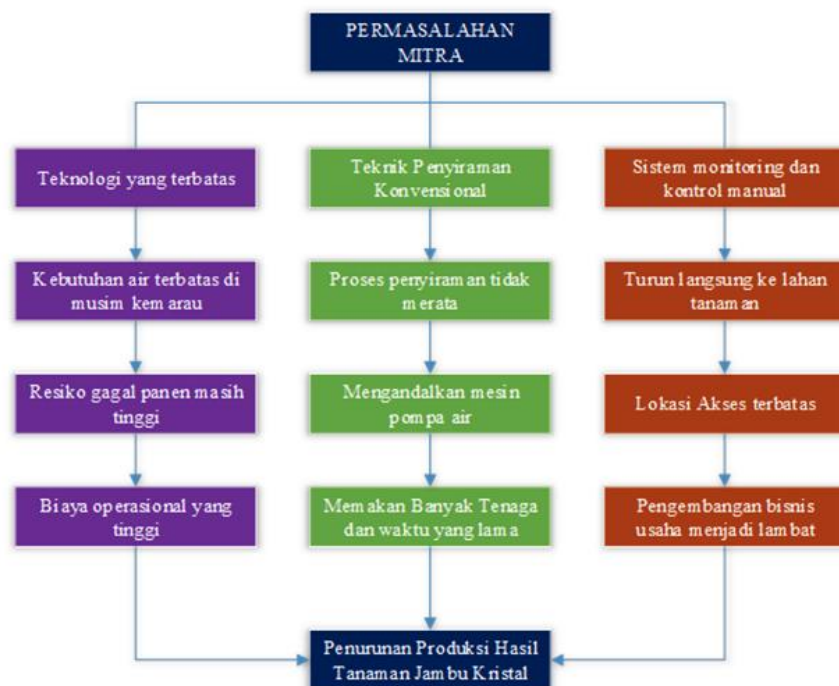 PERMASALAHAN
MITRA
Teknologi yang terbatas
Teknik Penyiraman
Konvensional
Sistem monitoring dan
kontrol manual
Kebutuhan air terbatas di
musim kemarau
Proses penyiraman tidak
merata
Turun langsung ke lahan
tanaman
Resiko gagal panen masih
tinggi
Mengandalkan mesin
pompa air
Lokasi Akses terbatas
Biaya operasional yang
tinggi
Memakan Banyak Tenaga
dan waktu yang lama
Pengembangan bisnis
usaha menjadi lambat
Penurunan Produksi Hasil
Tanaman Jambu Kristal